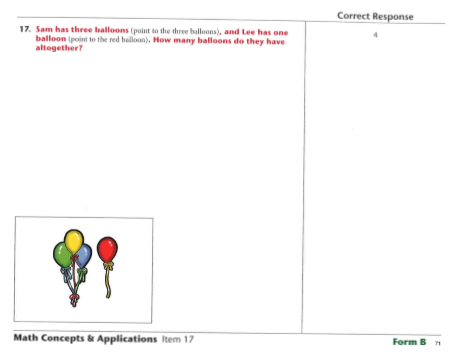 Correct Response
17. Sam has three balloons (point to the three balloons), and Lee has one
balloon (point to the red balloon). How many balloons do they have
altogether?
4
Math Concepts & Applications Item 17
Form B 71